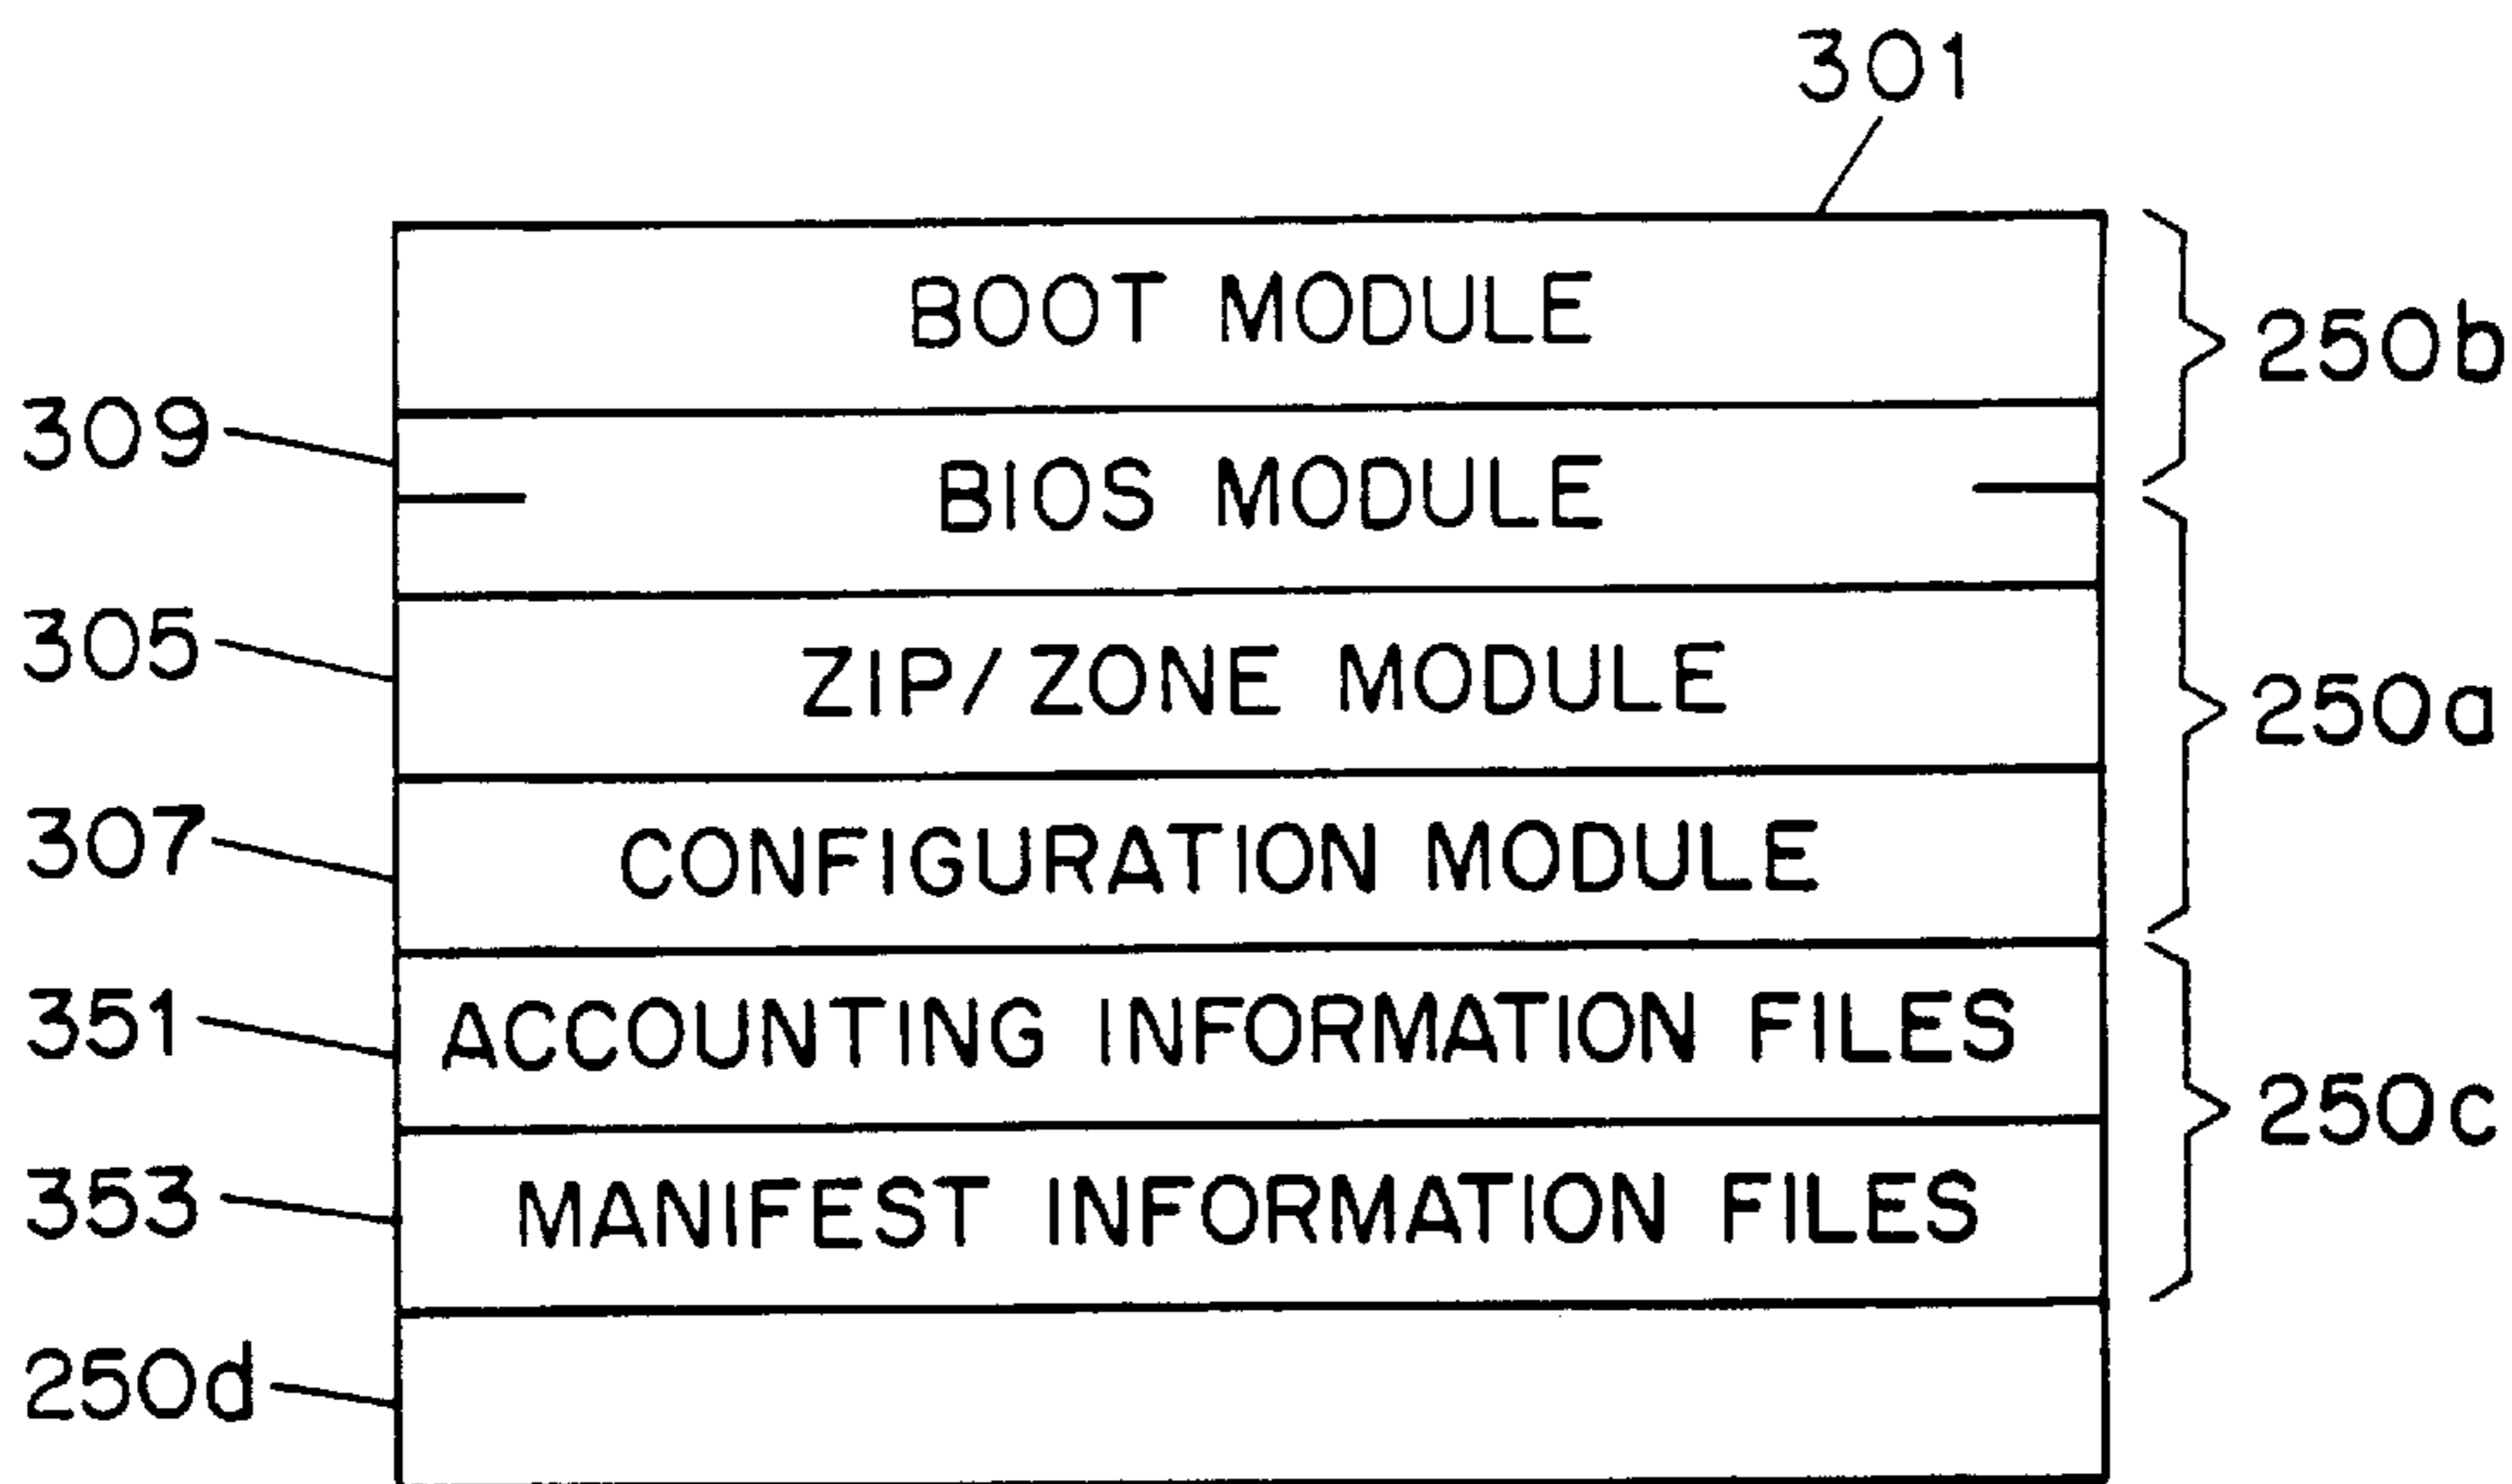 301
BOOT MODULE
250b
309
BIOS MODULE
305
ZIP/ZONE MODULE
250a
307
CONFIGURATION MODULE
351
ACCOUNTING INFORMATION FILES
250c
353
MANIFEST INFORMATION FILES
250d